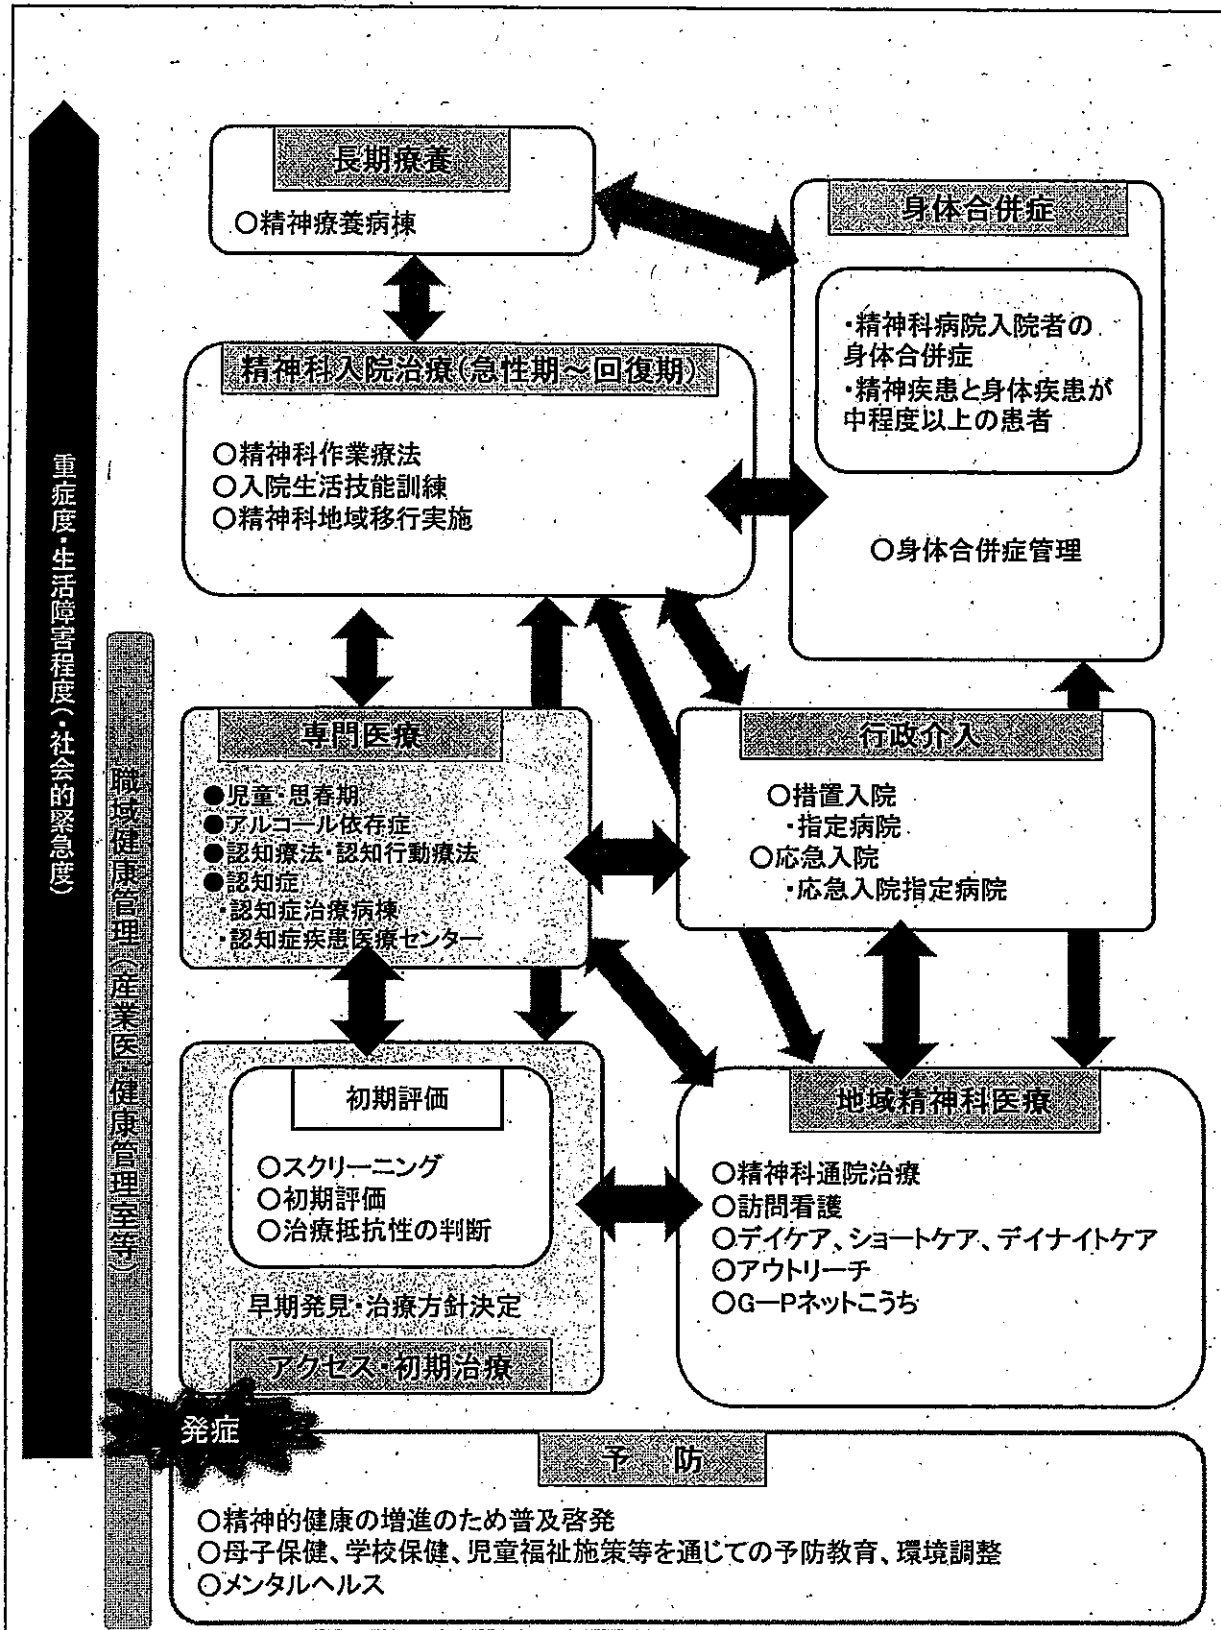 長期療養
○精神療養病棟
身体合併症
・精神科病院入院者の
身体合併症
・精神疾患と身体疾患が
中程度以上の患者
○身体合併症管理
精神科入院治療(急性期～回復期)
○精神科作業療法
○入院生活技能訓練
○精神科地域移行実施
重症度・生活障害程度(・社会的緊急度)
職域健康管理(産業医・健康管理室等)
専門医療
●児童・思春期
●アルコール依存症
●認知療法・認知行動療法
●認知症
・認知症治療病棟
・認知症疾患医療センター
行政介入
○措置入院
・指定病院
○応急入院
・応急入院指定病院
初期評価
○スクリーニング
○初期評価
○治療抵抗性の判断
早期発見・治療方針決定
アクセス・初期治療
地域精神科医療
○精神科通院治療
○訪問看護
○デイケア、ショートケア、デイナイトケア
○アウトリーチ
○G－Pネットこうち
発症
予 防
○精神的健康の増進のため普及啓発
○母子保健、学校保健、児童福祉施策等を通じての予防教育、環境調整
○メンタルヘルス